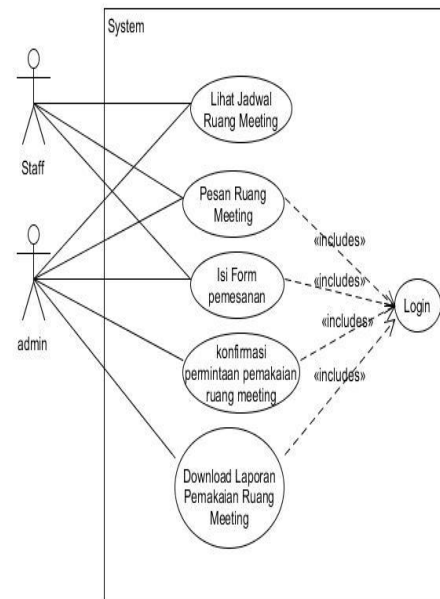 System
Staff
admin
Lihat Jadwal
Ruang Meeting
Pesan Ruang
Meeting
Isi Form
pemesanan
konfirmasi
permintaan pemakaian
ruang meeting
Download Laporan
Pemakaian Ruang
Meeting
«includes»
«includes»
«includes»
«includes»
Login